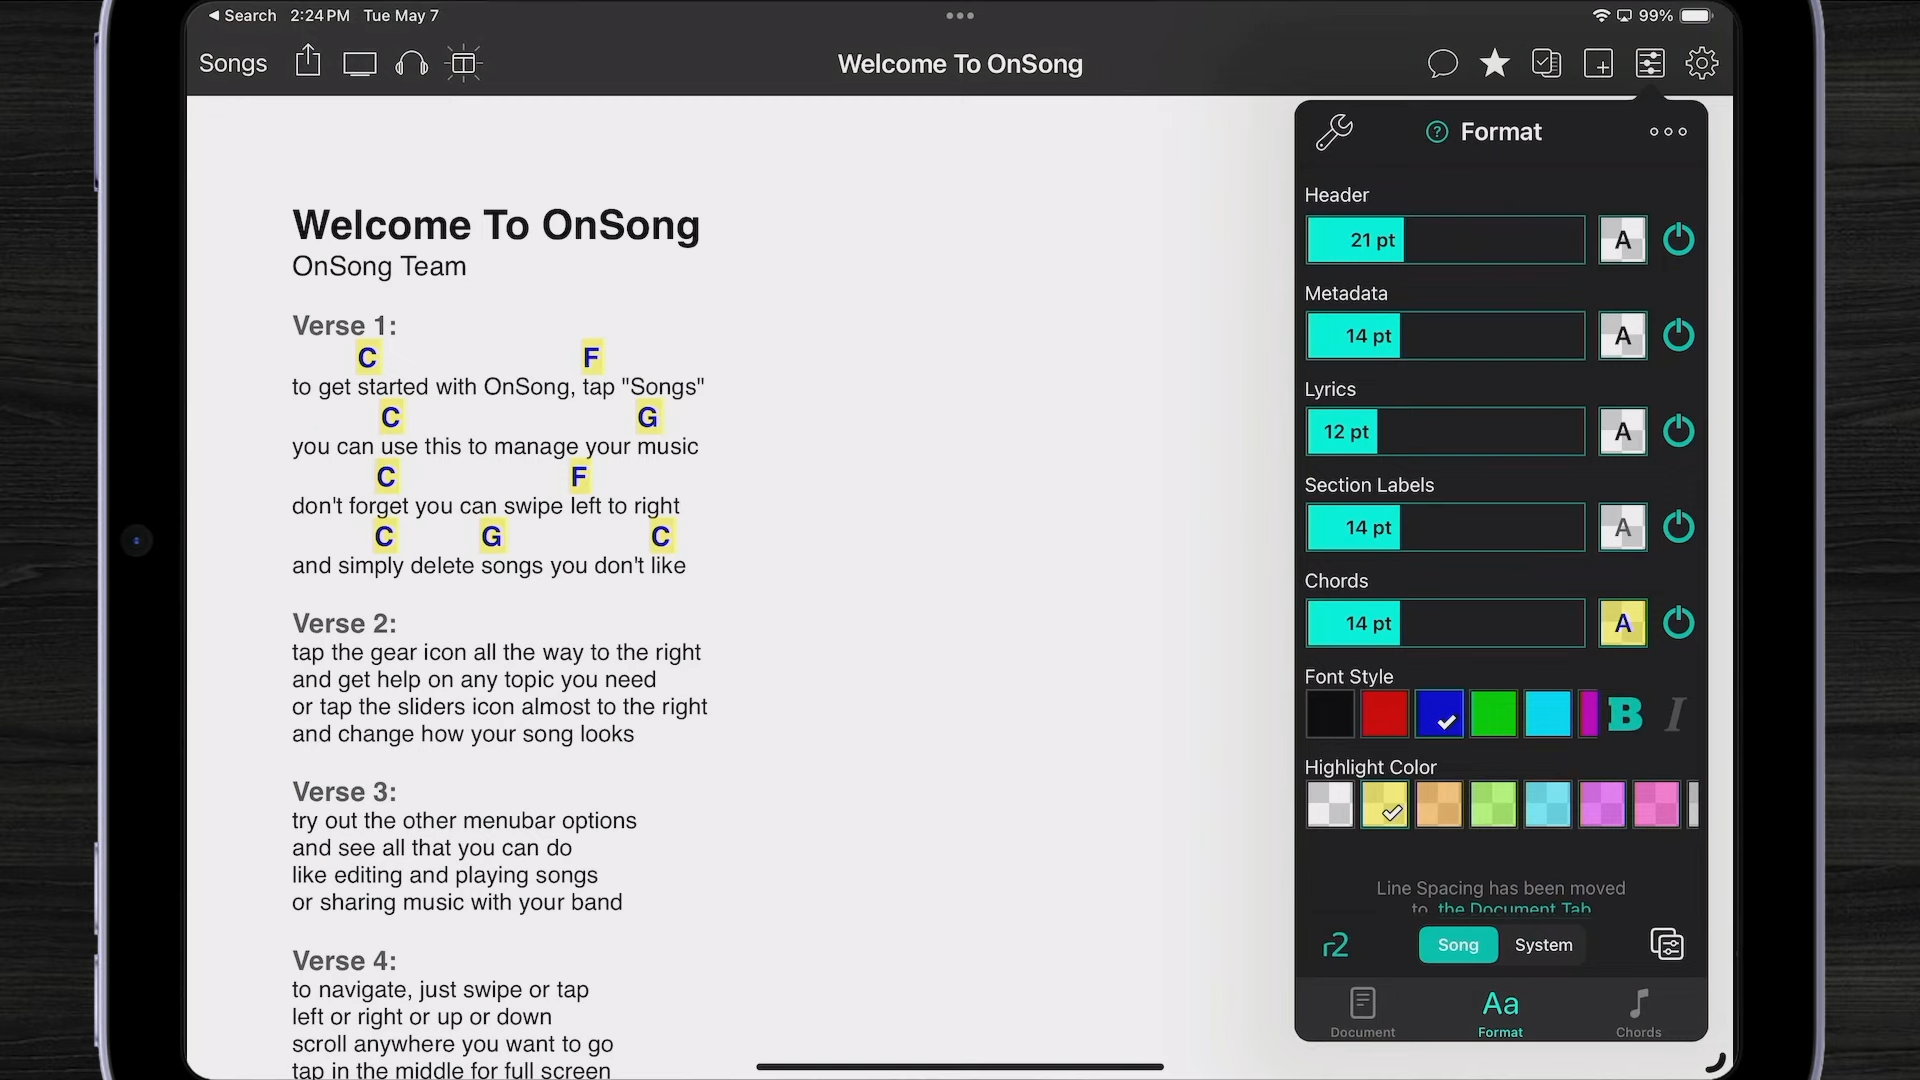 Search 2:24 PM Tue May 7
99%
Songs
Welcome To OnSong
Welcome To OnSong
OnSong Team
Verse 1:
C F
to get started with OnSong, tap "Songs"
C G
you can use this to manage your music
C F
don't forget you can swipe left to right
C G C
and simply delete songs you don't like
Verse 2:
tap the gear icon all the way to the right
and get help on any topic you need
or tap the sliders icon almost to the right
and change how your song looks
Verse 3:
try out the other menubar options
and see all that you can do
like editing and playing songs
or sharing music with your band
Verse 4:
to navigate, just swipe or tap
left or right or up or down
scroll anywhere you want to go
tap in the middle for full screen
? Format
Header
21 pt A
Metadata
14 pt A
Lyrics
12 pt A
Section Labels
14 pt A
Chords
14 pt A
Font Style
B I
Highlight Color
Line Spacing has been moved
to the Document Tab
r2 Song System
Aa
Document Format Chords